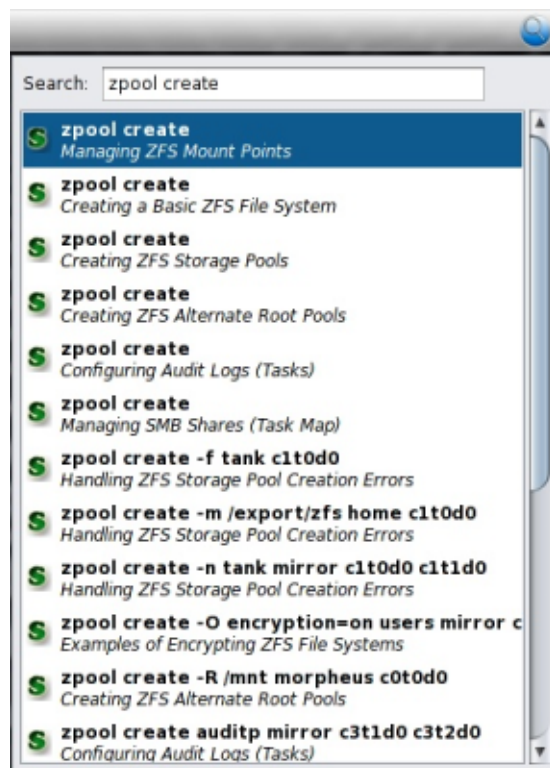 Search: zpool create
zpool create
Managing ZFS Mount Points
zpool create
Creating a Basic ZFS File System
zpool create
Creating ZFS Storage Pools
zpool create
Creating ZFS Alternate Root Pools
zpool create
Configuring Audit Logs (Tasks)
zpool create
Managing SMB Shares (Task Map)
zpool create -f tank c1t0d0
Handling ZFS Storage Pool Creation Errors
zpool create -m /export/zfs home c1t0d0
Handling ZFS Storage Pool Creation Errors
zpool create -n tank mirror c1t0d0 c1t1d0
Handling ZFS Storage Pool Creation Errors
zpool create -O encryption=on users mirror c
Examples of Encrypting ZFS File Systems
zpool create -R /mnt morpheus c0t0d0
Creating ZFS Alternate Root Pools
zpool create auditp mirror c3t1d0 c3t2d0
Configuring Audit Logs (Tasks)